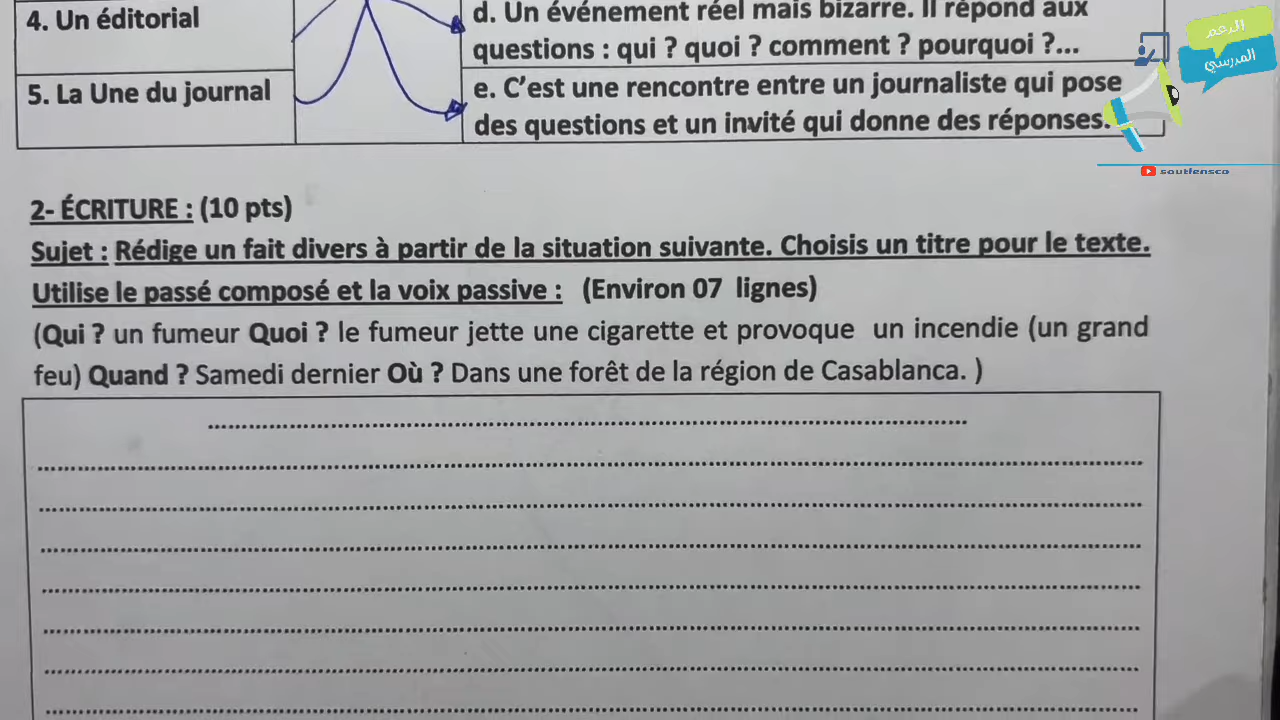 4. Un éditorial
d. Un événement réel mais bizarre. Il répond aux
questions : qui ? quoi ? comment ? pourquoi ?...
5. La Une du journal
e. C'est une rencontre entre un journaliste qui pose
des questions et un invité qui donne des réponses.
الدعم
المدرسي
soutiensco
2- ÉCRITURE : (10 pts)
Sujet : Rédige un fait divers à partir de la situation suivante. Choisis un titre pour le texte.
Utilise le passé composé et la voix passive : (Environ 07 lignes)
(Qui ? un fumeur Quoi ? le fumeur jette une cigarette et provoque un incendie (un grand
feu) Quand ? Samedi dernier Où ? Dans une forêt de la région de Casablanca. )